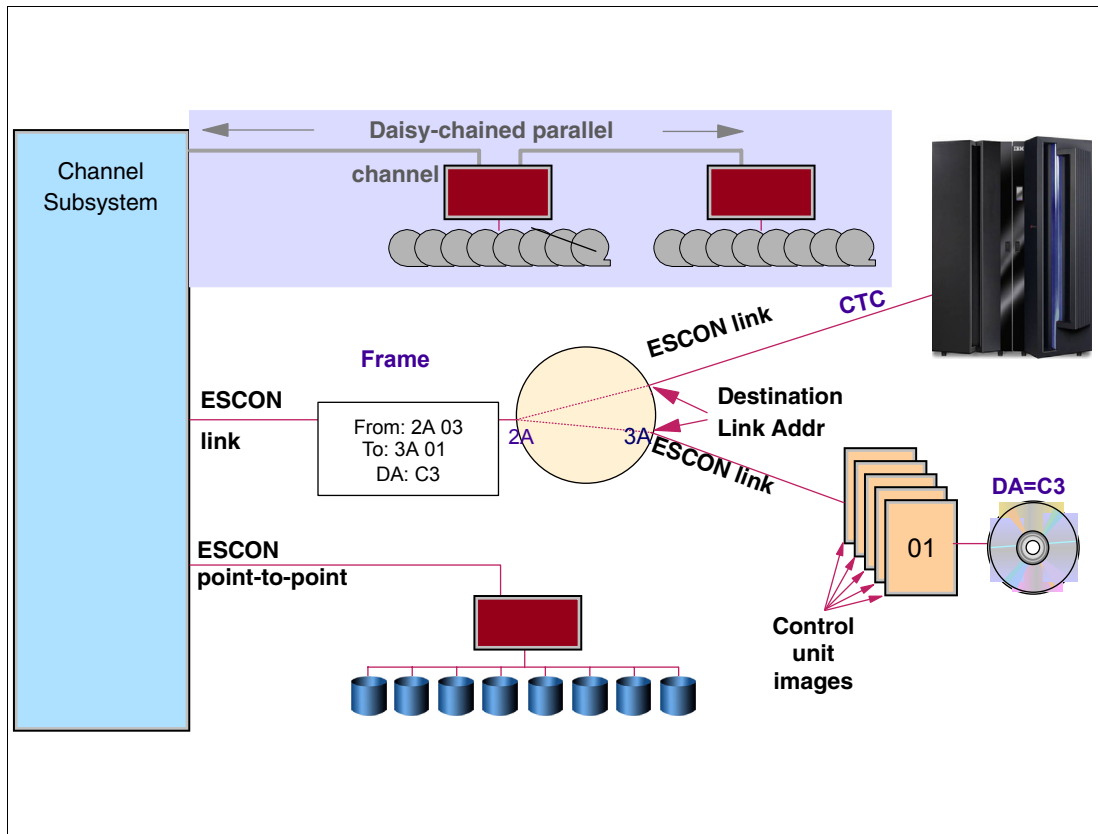 Channel
Subsystem
Daisy-chained parallel
channel
IBM
CTC
ESCON link
Frame
ESCON
link
From: 2A 03
To: 3A 01
DA: C3
2A
3A
Destination
Link Addr
ESCON link
DA=C3
01
ESCON
point-to-point
Control
unit
images